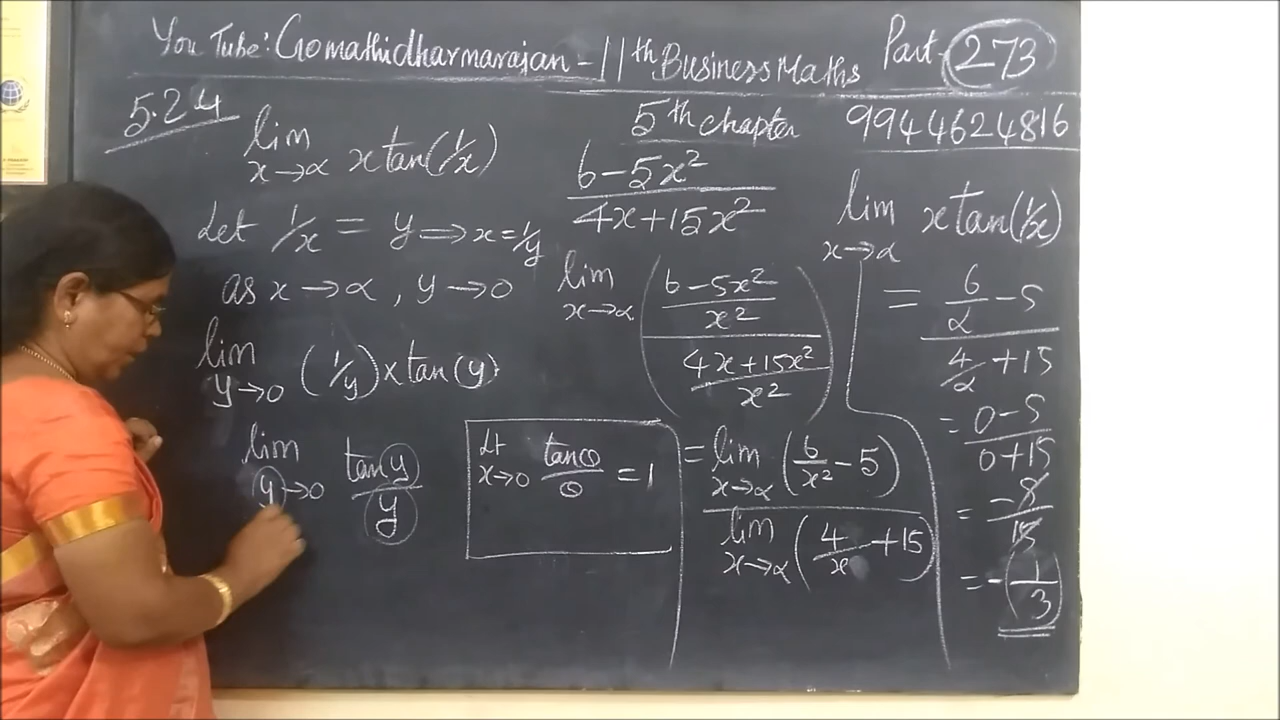 YouTube: Gomathidharmarajan - 11th Business Maths Part-273
5.24
5th chapter 9944624816
lim x→α x tan(1/x)
Let 1/x = y ⟹ x = 1/y
as x→α, y→0
lim y→0 (1/y) x tan(y)
lim y→0 tan y / y
Lt x→0 tanθ / θ = 1
6-5x² / 4x+15x²
lim x→α ( (6-5x² / x²) / (4x+15x² / x²) )
= lim x→α (6/x² - 5) / lim x→α (4/x + 15)
lim x→α x tan(1/x)
= (6/α - 5) / (4/α + 15)
= 0-5 / 0+15
= -5 / 15
= -(1/3)